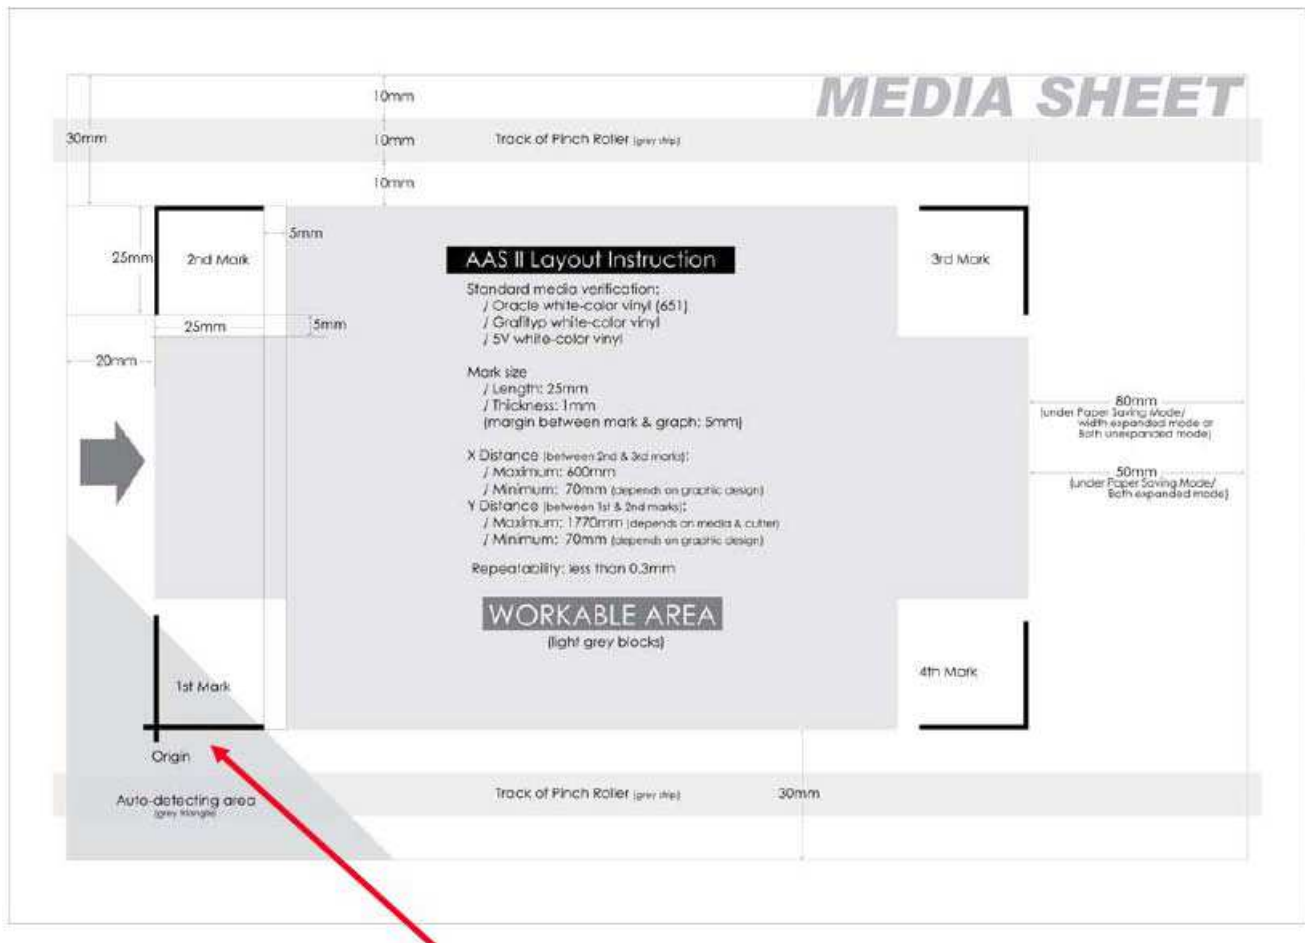 MEDIA SHEET
10mm
30mm
10mm
Track of Pinch Roller (grey strip)
10mm
5mm
25mm
2nd Mark
3rd Mark
AAS II Layout Instruction
Standard media verification:
/ Oracle white-color vinyl (651)
/ Grafityp white-color vinyl
/ 5V white-color vinyl
25mm
5mm
20mm
Mark size
/ Length: 25mm
/ Thickness: 1mm
(margin between mark & graph: 5mm)
80mm
(under Paper Saving Mode/
width expanded mode or
Both unexpanded mode)
X Distance (between 2nd & 3rd marks):
/ Maximum: 600mm
/ Minimum: 70mm (depends on graphic design)
50mm
(under Paper Saving Mode/
Both expanded mode)
Y Distance (between 1st & 2nd marks):
/ Maximum: 1770mm (depends on media & cutter)
/ Minimum: 70mm (depends on graphic design)
Repeatability: less than 0.3mm
WORKABLE AREA
(light grey blocks)
1st Mark
4th Mark
Origin
Auto-detecting area
(grey triangle)
Track of Pinch Roller (grey strip)
30mm